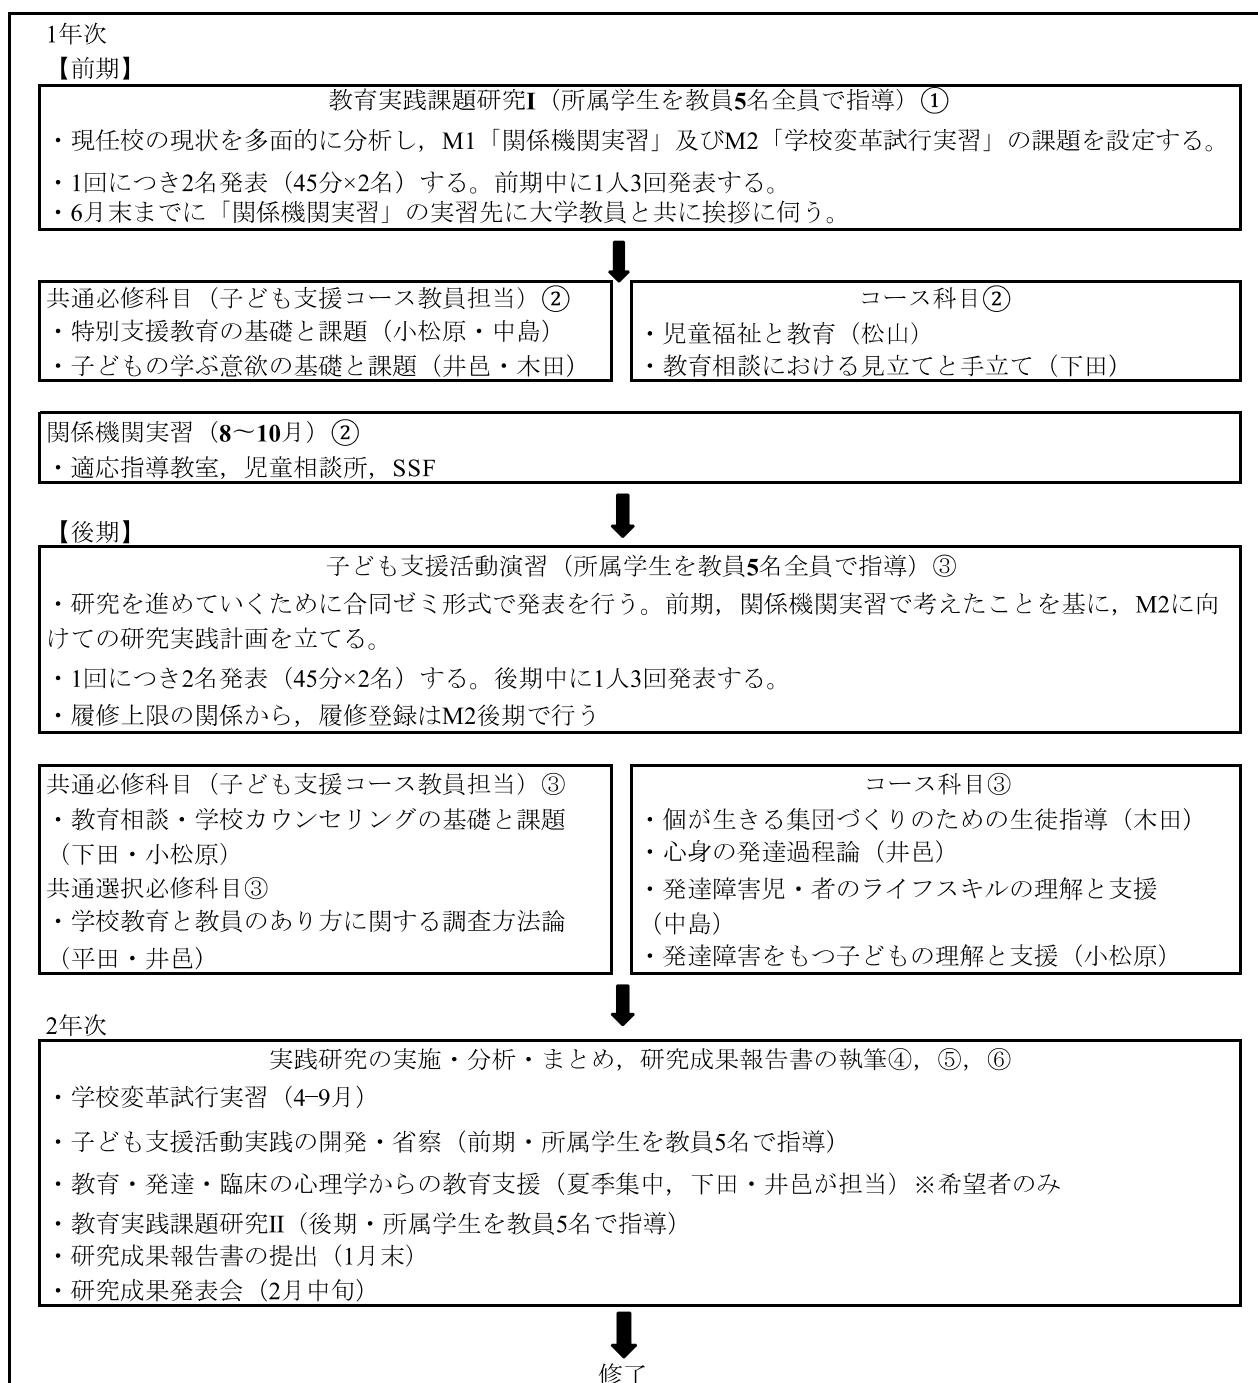 1年次
【前期】
教育実践課題研究I（所属学生を教員5名全員で指導）①
・現任校の現状を多面的に分析し，M1「関係機関実習」及びM2「学校変革試行実習」の課題を設定する。
・1回につき2名発表（45分×2名）する。前期中に1人3回発表する。
・6月末までに「関係機関実習」の実習先に大学教員と共に挨拶に伺う。
共通必修科目（子ども支援コース教員担当）②
・特別支援教育の基礎と課題（小松原・中島）
・子どもの学ぶ意欲の基礎と課題（井邑・木田）
コース科目②
・児童福祉と教育（松山）
・教育相談における見立てと手立て（下田）
関係機関実習（8～10月）②
・適応指導教室，児童相談所，SSF
【後期】
子ども支援活動演習（所属学生を教員5名全員で指導）③
・研究を進めていくために合同ゼミ形式で発表を行う。前期，関係機関実習で考えたことを基に，M2に向
けての研究実践計画を立てる。
・1回につき2名発表（45分×2名）する。後期中に1人3回発表する。
・履修上限の関係から，履修登録はM2後期で行う
共通必修科目（子ども支援コース教員担当）③
・教育相談・学校カウンセリングの基礎と課題
（下田・小松原）
共通選択必修科目③
・学校教育と教員のあり方に関する調査方法論
（平田・井邑）
コース科目③
・個が生きる集団づくりのための生徒指導（木田）
・心身の発達過程論（井邑）
・発達障害児・者のライフスキルの理解と支援
（中島）
・発達障害をもつ子どもの理解と支援（小松原）
2年次
実践研究の実施・分析・まとめ，研究成果報告書の執筆④，⑤，⑥
・学校変革試行実習（4−9月）
・子ども支援活動実践の開発・省察（前期・所属学生を教員5名で指導）
・教育・発達・臨床の心理学からの教育支援（夏季集中，下田・井邑が担当）※希望者のみ
・教育実践課題研究II（後期・所属学生を教員5名で指導）
・研究成果報告書の提出（1月末）
・研究成果発表会（2月中旬）
修了